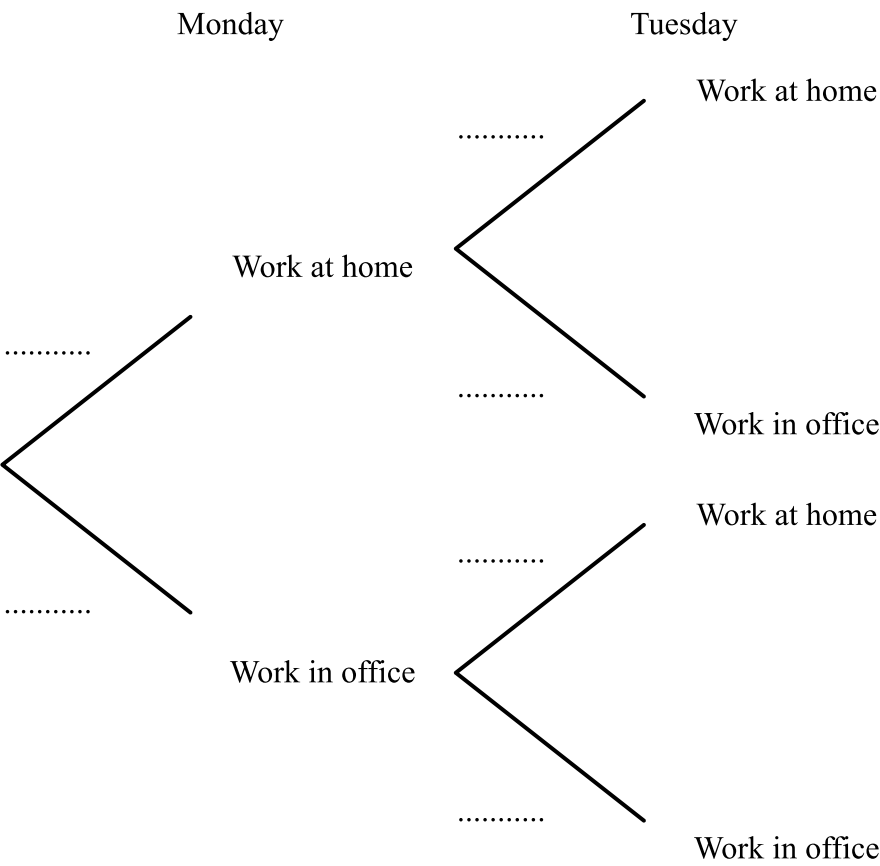 Monday
Tuesday
Work at home
...........
Work at home
...........
...........
Work in office
Work at home
...........
...........
Work in office
...........
Work in office